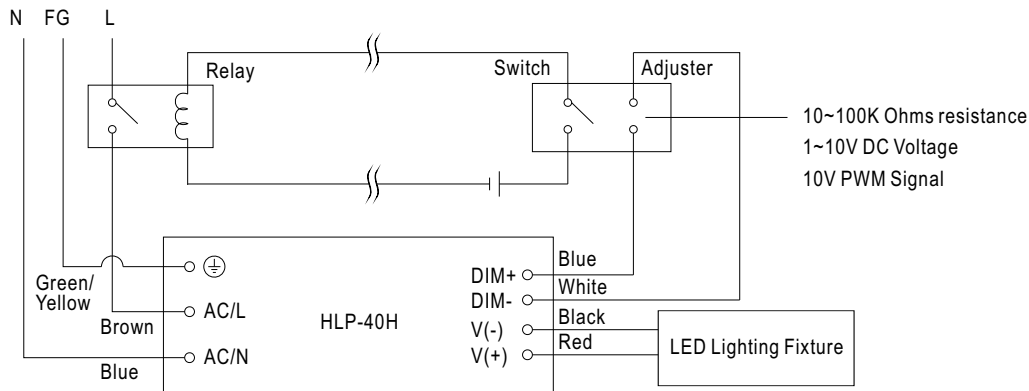 N FG L
Relay
Switch
Adjuster
10~100K Ohms resistance
1~10V DC Voltage
10V PWM Signal
Green/
Yellow
Brown
Blue
AC/L
AC/N
HLP-40H
DIM+
DIM-
V(-)
V(+)
Blue
White
Black
Red
LED Lighting Fixture